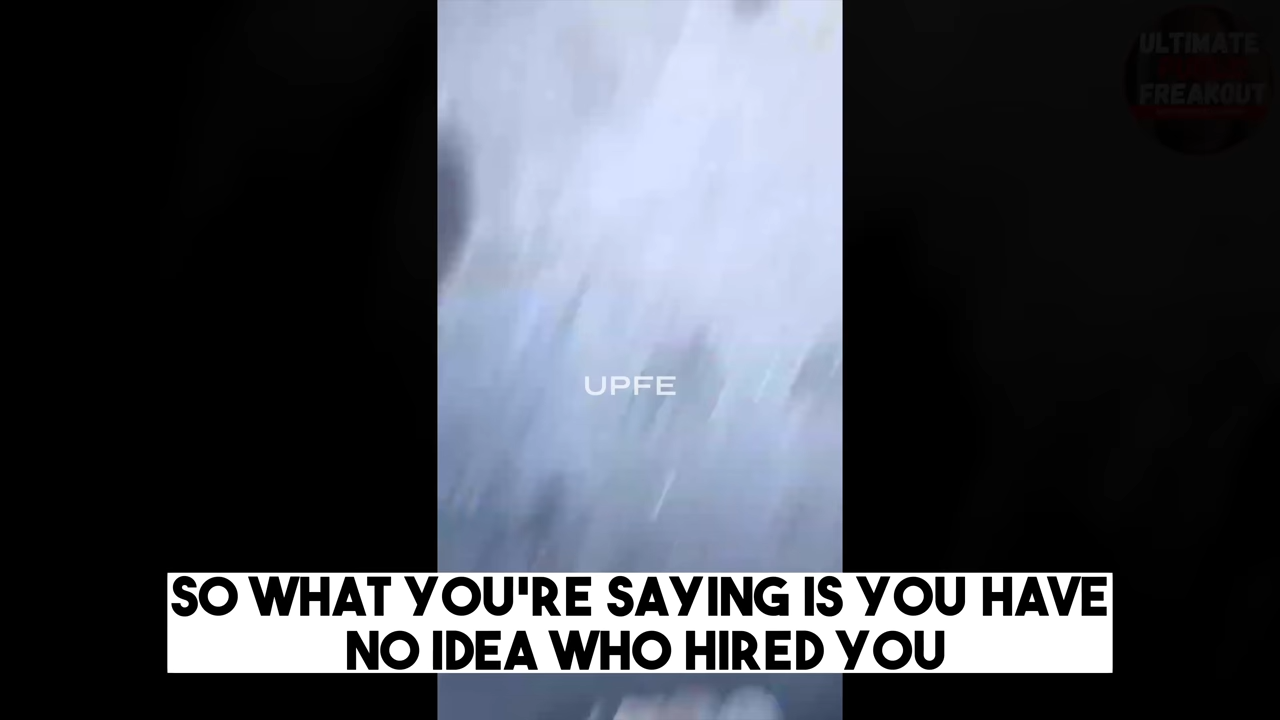 ULTIMATE
FREAKOUT
UPFE
SO WHAT YOU'RE SAYING IS YOU HAVE
NO IDEA WHO HIRED YOU